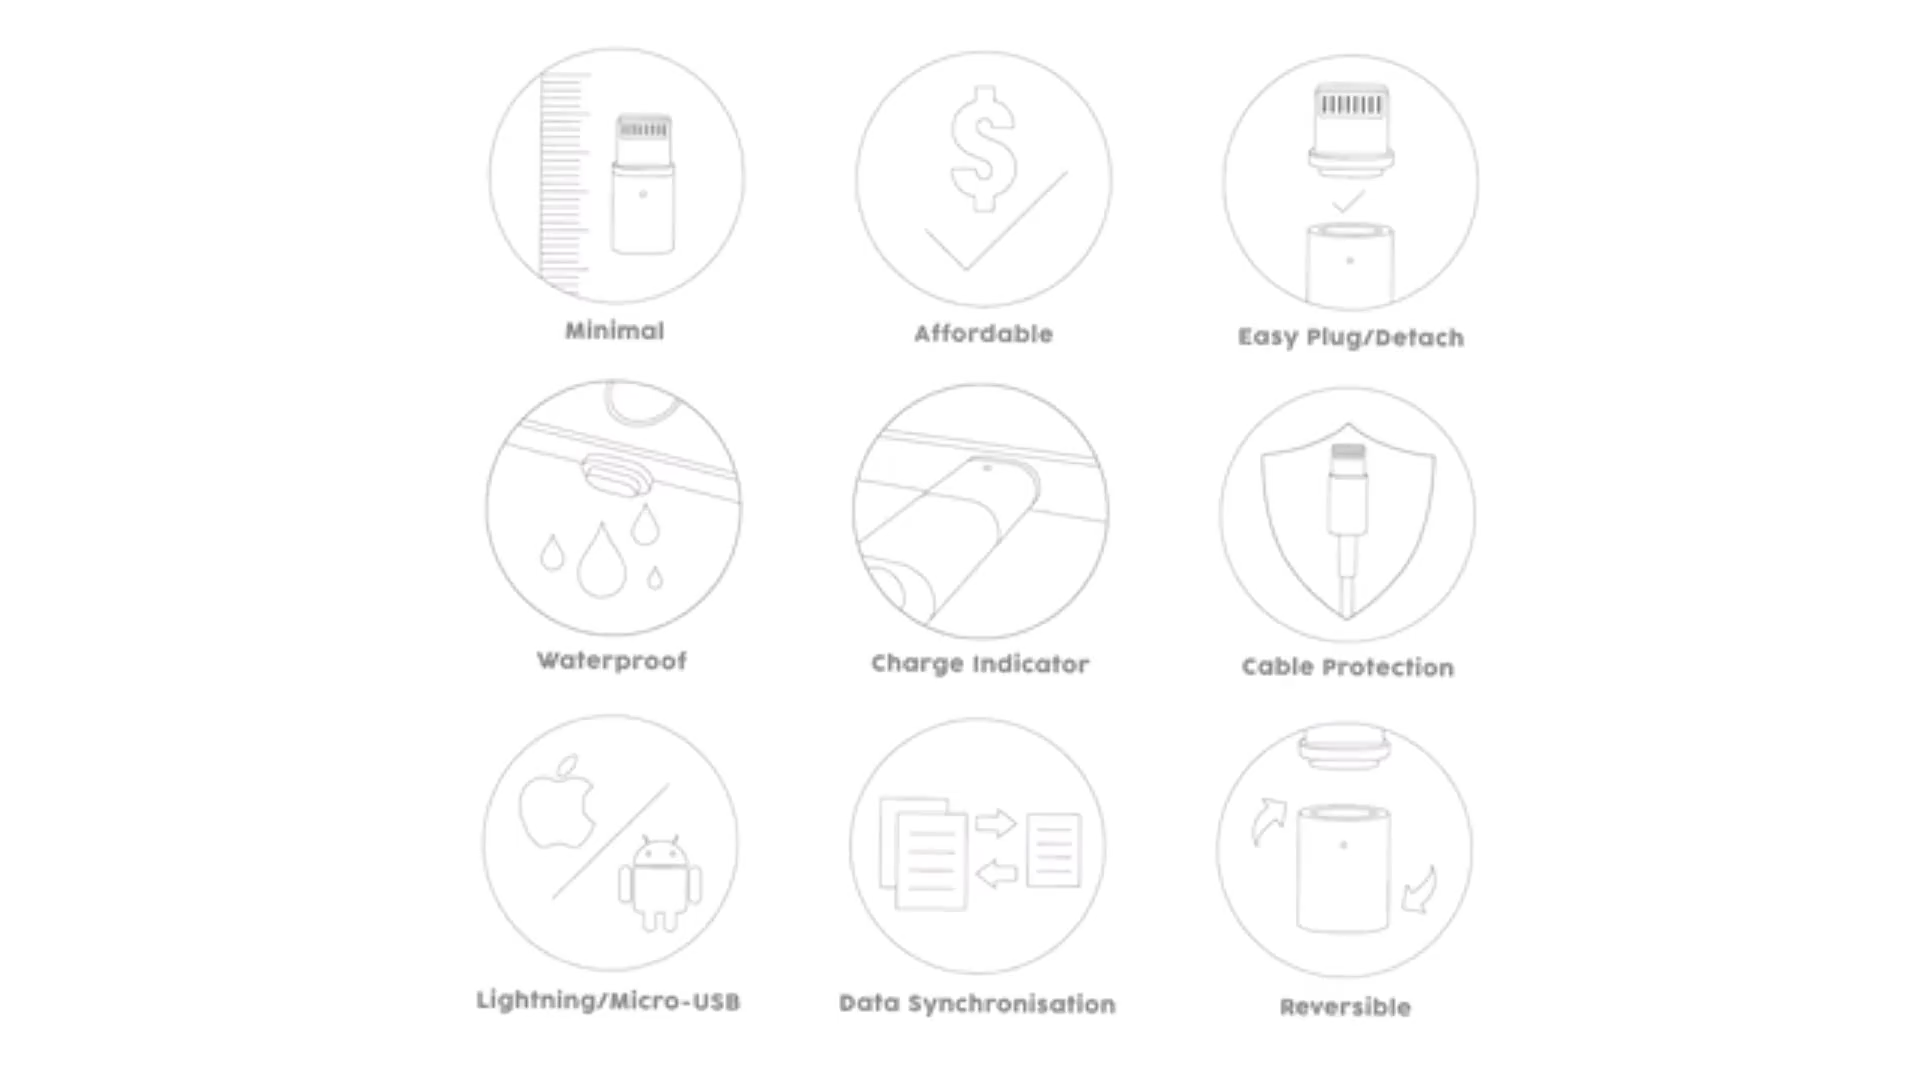 Minimal
Affordable
Easy Plug/Detach
Waterproof
Charge Indicator
Cable Protection
Lightning/Micro-USB
Data Synchronisation
Reversible